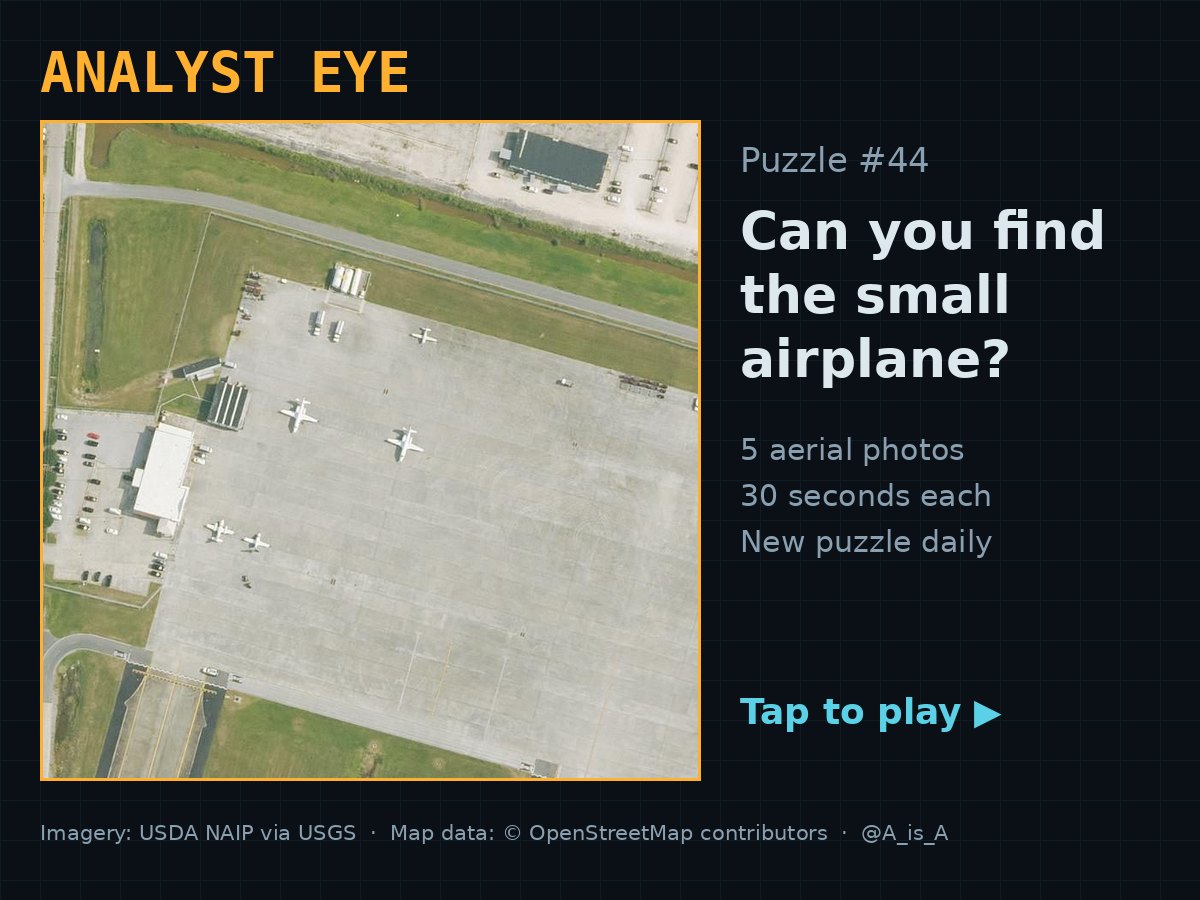 ANALYST EYE
Puzzle #44
Can you find
the small
airplane?
5 aerial photos
30 seconds each
New puzzle daily
Tap to play ▶
Imagery: USDA NAIP via USGS · Map data: © OpenStreetMap contributors · @A_is_A